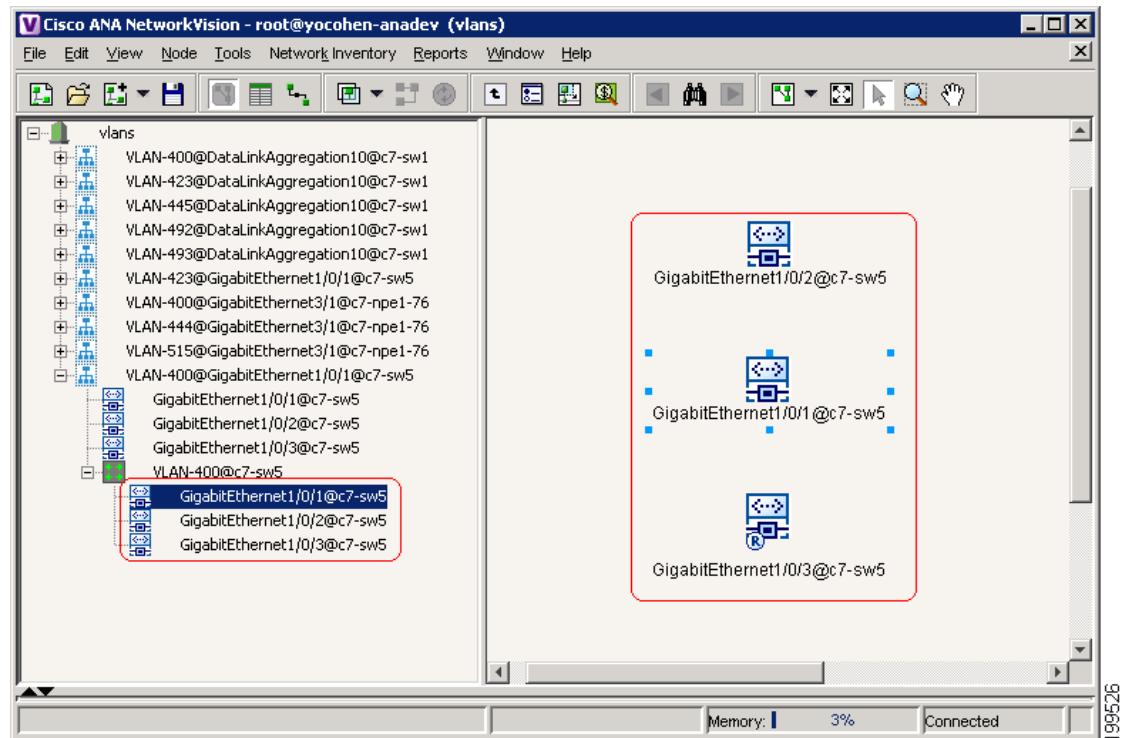 Cisco ANA NetworkVision - root@yocohen-anadev (vlans)
File Edit View Node Tools Network Inventory Reports Window Help
vlans
VLAN-400@DataLinkAggregation10@c7-sw1
VLAN-423@DataLinkAggregation10@c7-sw1
VLAN-445@DataLinkAggregation10@c7-sw1
VLAN-492@DataLinkAggregation10@c7-sw1
VLAN-493@DataLinkAggregation10@c7-sw1
VLAN-423@GigabitEthernet1/0/1@c7-sw5
VLAN-400@GigabitEthernet3/1@c7-npe1-76
VLAN-444@GigabitEthernet3/1@c7-npe1-76
VLAN-515@GigabitEthernet3/1@c7-npe1-76
VLAN-400@GigabitEthernet1/0/1@c7-sw5
GigabitEthernet1/0/1@c7-sw5
GigabitEthernet1/0/2@c7-sw5
GigabitEthernet1/0/3@c7-sw5
VLAN-400@c7-sw5
GigabitEthernet1/0/1@c7-sw5
GigabitEthernet1/0/2@c7-sw5
GigabitEthernet1/0/3@c7-sw5
GigabitEthernet1/0/2@c7-sw5
GigabitEthernet1/0/1@c7-sw5
R
GigabitEthernet1/0/3@c7-sw5
Memory: 3% Connected
199526